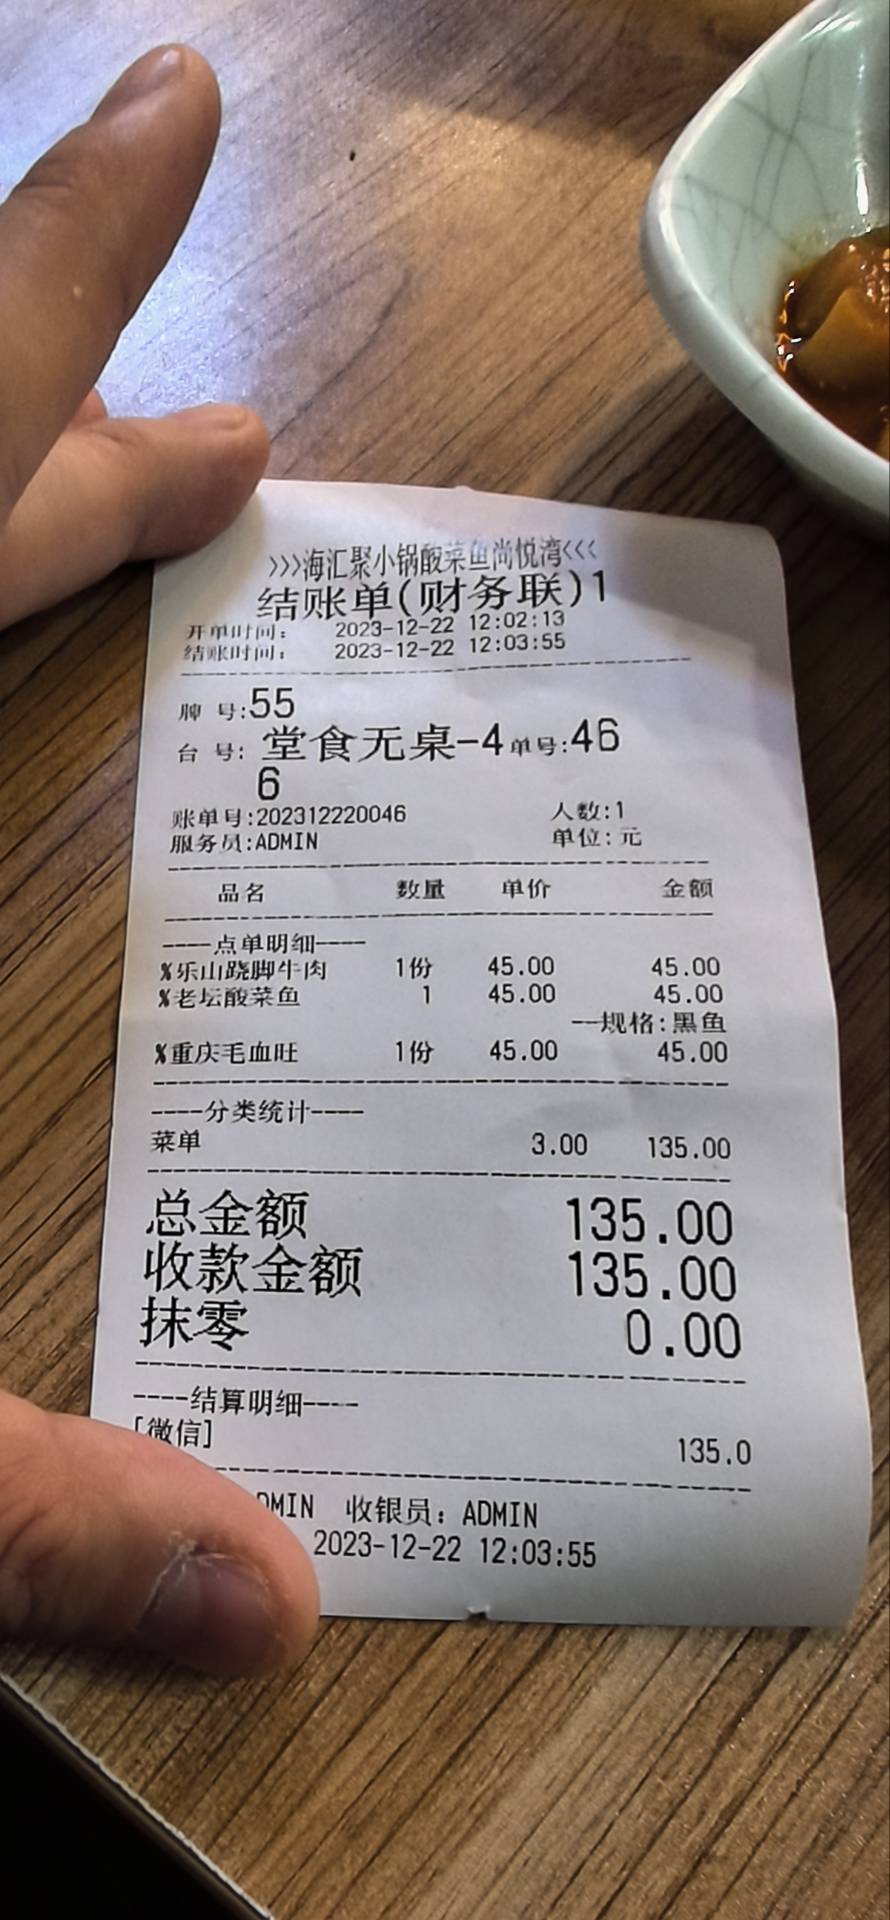 >>>海汇聚小锅酸菜鱼尚悦湾<<<
结账单(财务联)1
开单时间: 2023-12-22 12:02:13
结账时间: 2023-12-22 12:03:55
牌 号:55
台 号: 堂食无桌-4 单号:46
6
账单号:202312220046 人数:1
服务员:ADMIN 单位:元
品名 数量 单价 金额
----点单明细----
%乐山跷脚牛肉 1份 45.00 45.00
%老坛酸菜鱼 1 45.00 45.00
--规格:黑鱼
%重庆毛血旺 1份 45.00 45.00
----分类统计----
菜单 3.00 135.00
总金额 135.00
收款金额 135.00
抹零 0.00
----结算明细----
[微信] 135.0
DMIN 收银员: ADMIN
2023-12-22 12:03:55